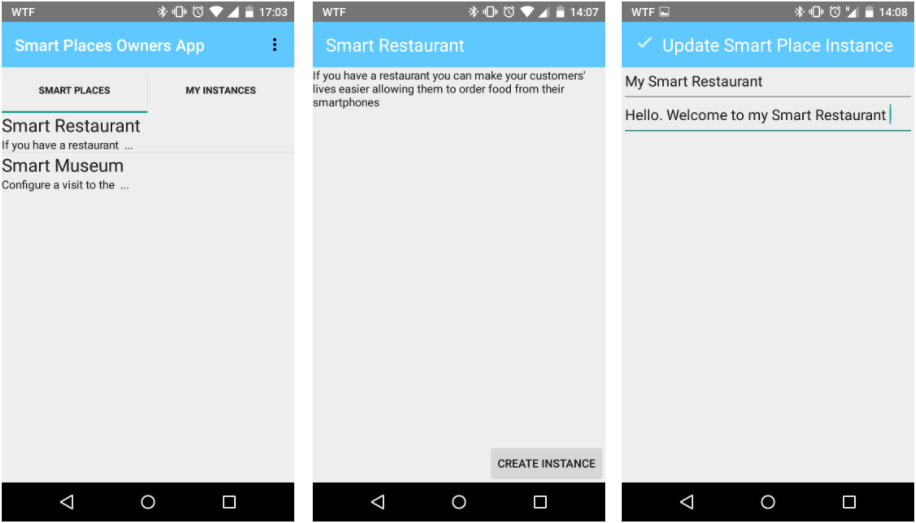 WTF 17:03
Smart Places Owners App
SMART PLACES MY INSTANCES
Smart Restaurant
If you have a restaurant ...
Smart Museum
Configure a visit to the ...
WTF 14:07
Smart Restaurant
If you have a restaurant you can make your customers'
lives easier allowing them to order food from their
smartphones
CREATE INSTANCE
WTF H 14:08
Update Smart Place Instance
My Smart Restaurant
Hello. Welcome to my Smart Restaurant